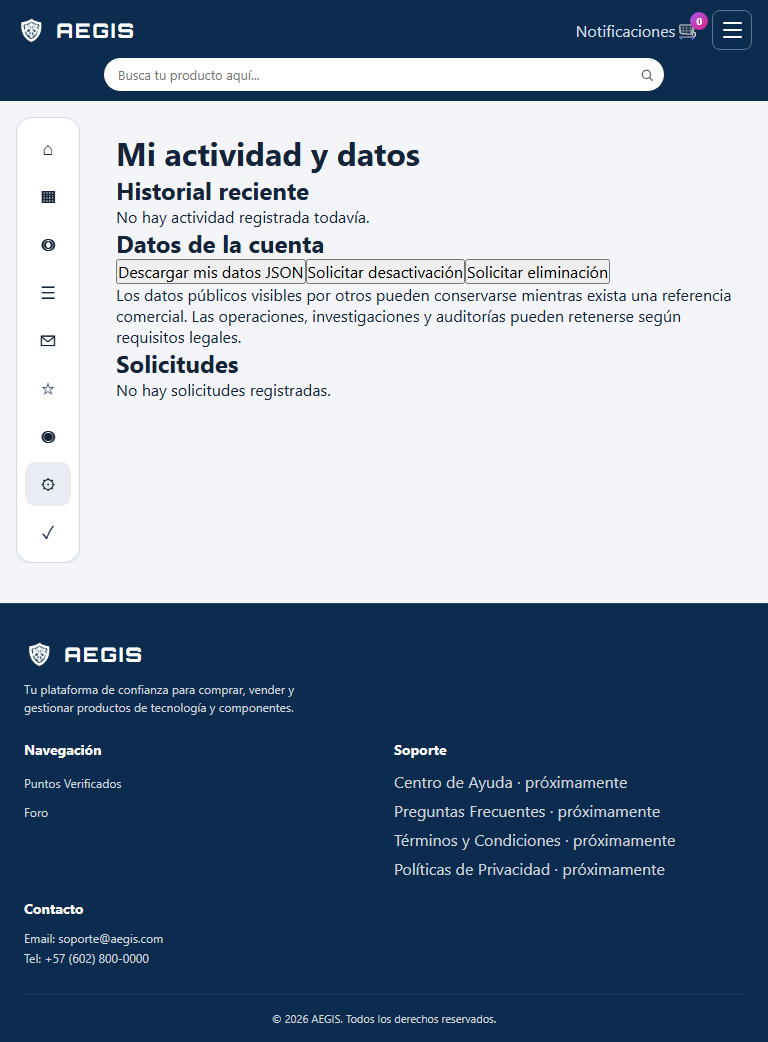 AEGIS
Notificaciones
0
Busca tu producto aquí...
Mi actividad y datos
Historial reciente
No hay actividad registrada todavía.
Datos de la cuenta
Descargar mis datos JSON
Solicitar desactivación
Solicitar eliminación
Los datos públicos visibles por otros pueden conservarse mientras exista una referencia
comercial. Las operaciones, investigaciones y auditorías pueden retenerse según
requisitos legales.
Solicitudes
No hay solicitudes registradas.
AEGIS
Tu plataforma de confianza para comprar, vender y
gestionar productos de tecnología y componentes.
Navegación
Puntos Verificados
Foro
Soporte
Centro de Ayuda · próximamente
Preguntas Frecuentes · próximamente
Términos y Condiciones · próximamente
Políticas de Privacidad · próximamente
Contacto
Email: soporte@aegis.com
Tel: +57 (602) 800-0000
© 2026 AEGIS. Todos los derechos reservados.